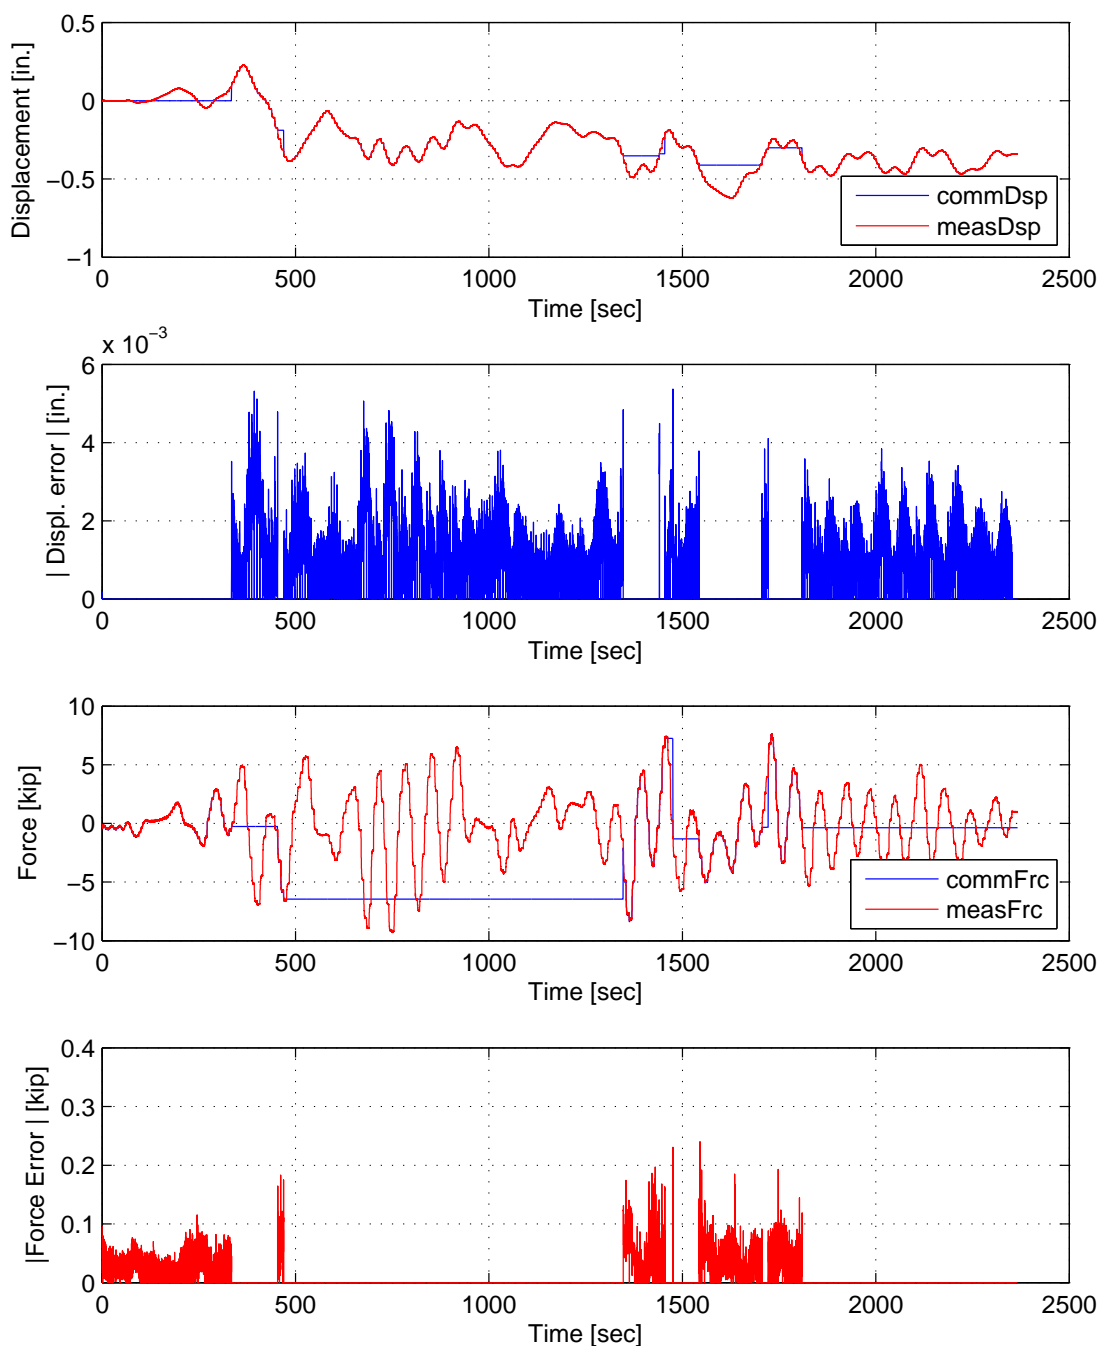 0.5
0
−0.5
−1
Displacement [in.]
commDsp
measDsp
0 500 1000 1500 2000 2500
Time [sec]
x 10−3
6
4
2
0
| Displ. error | [in.]
0 500 1000 1500 2000 2500
Time [sec]
10
5
0
−5
−10
Force [kip]
commFrc
measFrc
0 500 1000 1500 2000 2500
Time [sec]
0.4
0.3
0.2
0.1
0
|Force Error | [kip]
0 500 1000 1500 2000 2500
Time [sec]